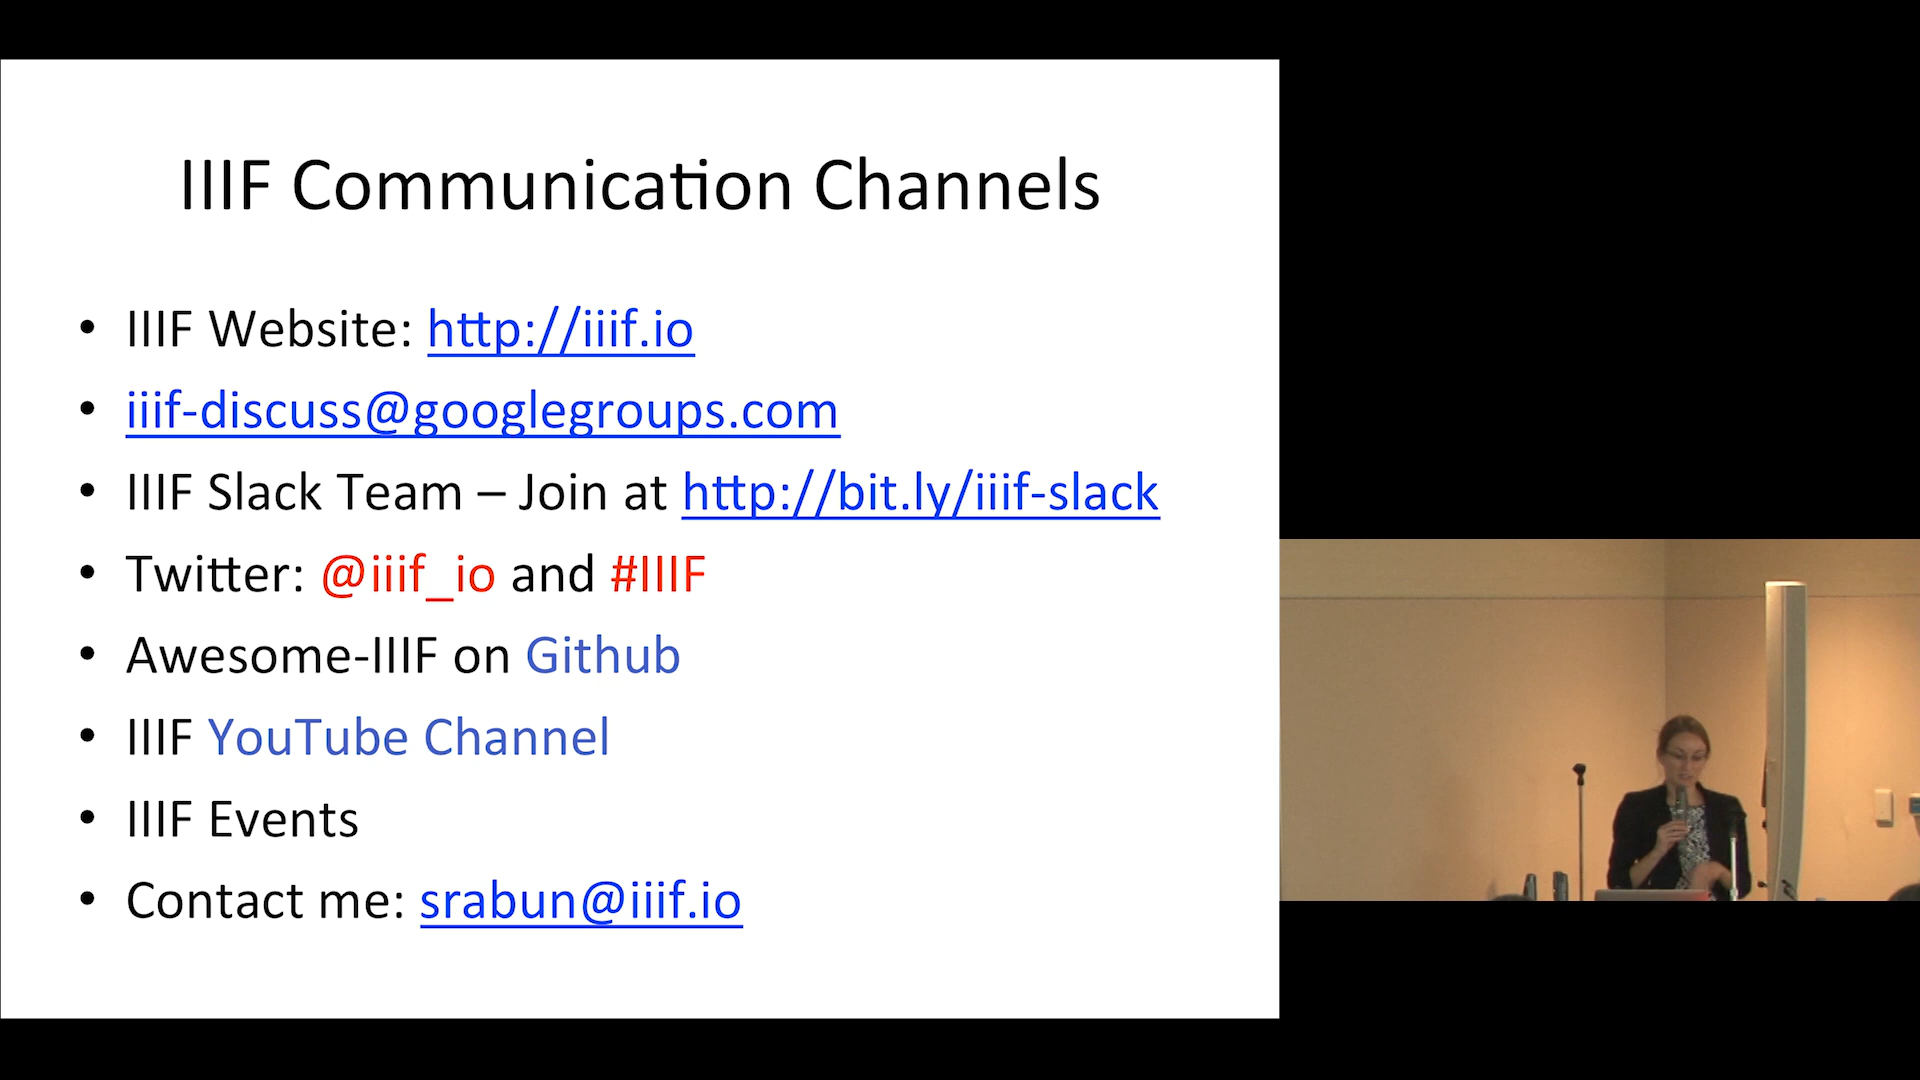 IIIF Communication Channels
• IIIF Website: http://iiif.io
• iiif-discuss@googlegroups.com
• IIIF Slack Team – Join at http://bit.ly/iiif-slack
• Twitter: @iiif_io and #IIIF
• Awesome-IIIF on Github
• IIIF YouTube Channel
• IIIF Events
• Contact me: srabun@iiif.io